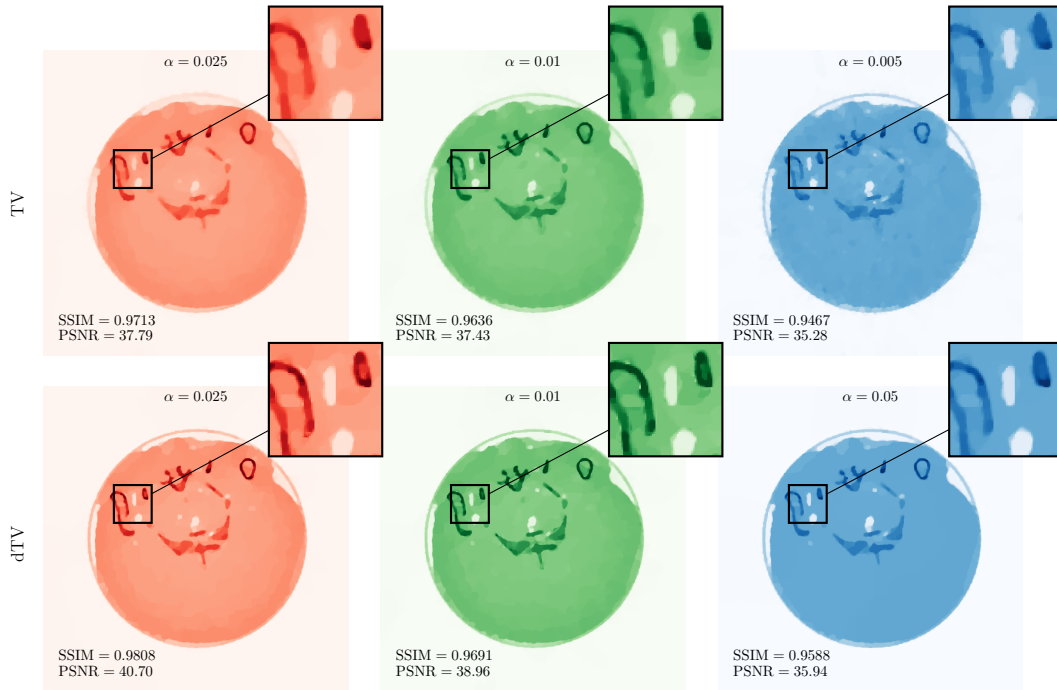 TV
α = 0.025
α = 0.01
α = 0.005
SSIM = 0.9713
PSNR = 37.79
SSIM = 0.9636
PSNR = 37.43
SSIM = 0.9467
PSNR = 35.28
dTV
α = 0.025
α = 0.01
α = 0.05
SSIM = 0.9808
PSNR = 40.70
SSIM = 0.9691
PSNR = 38.96
SSIM = 0.9588
PSNR = 35.94